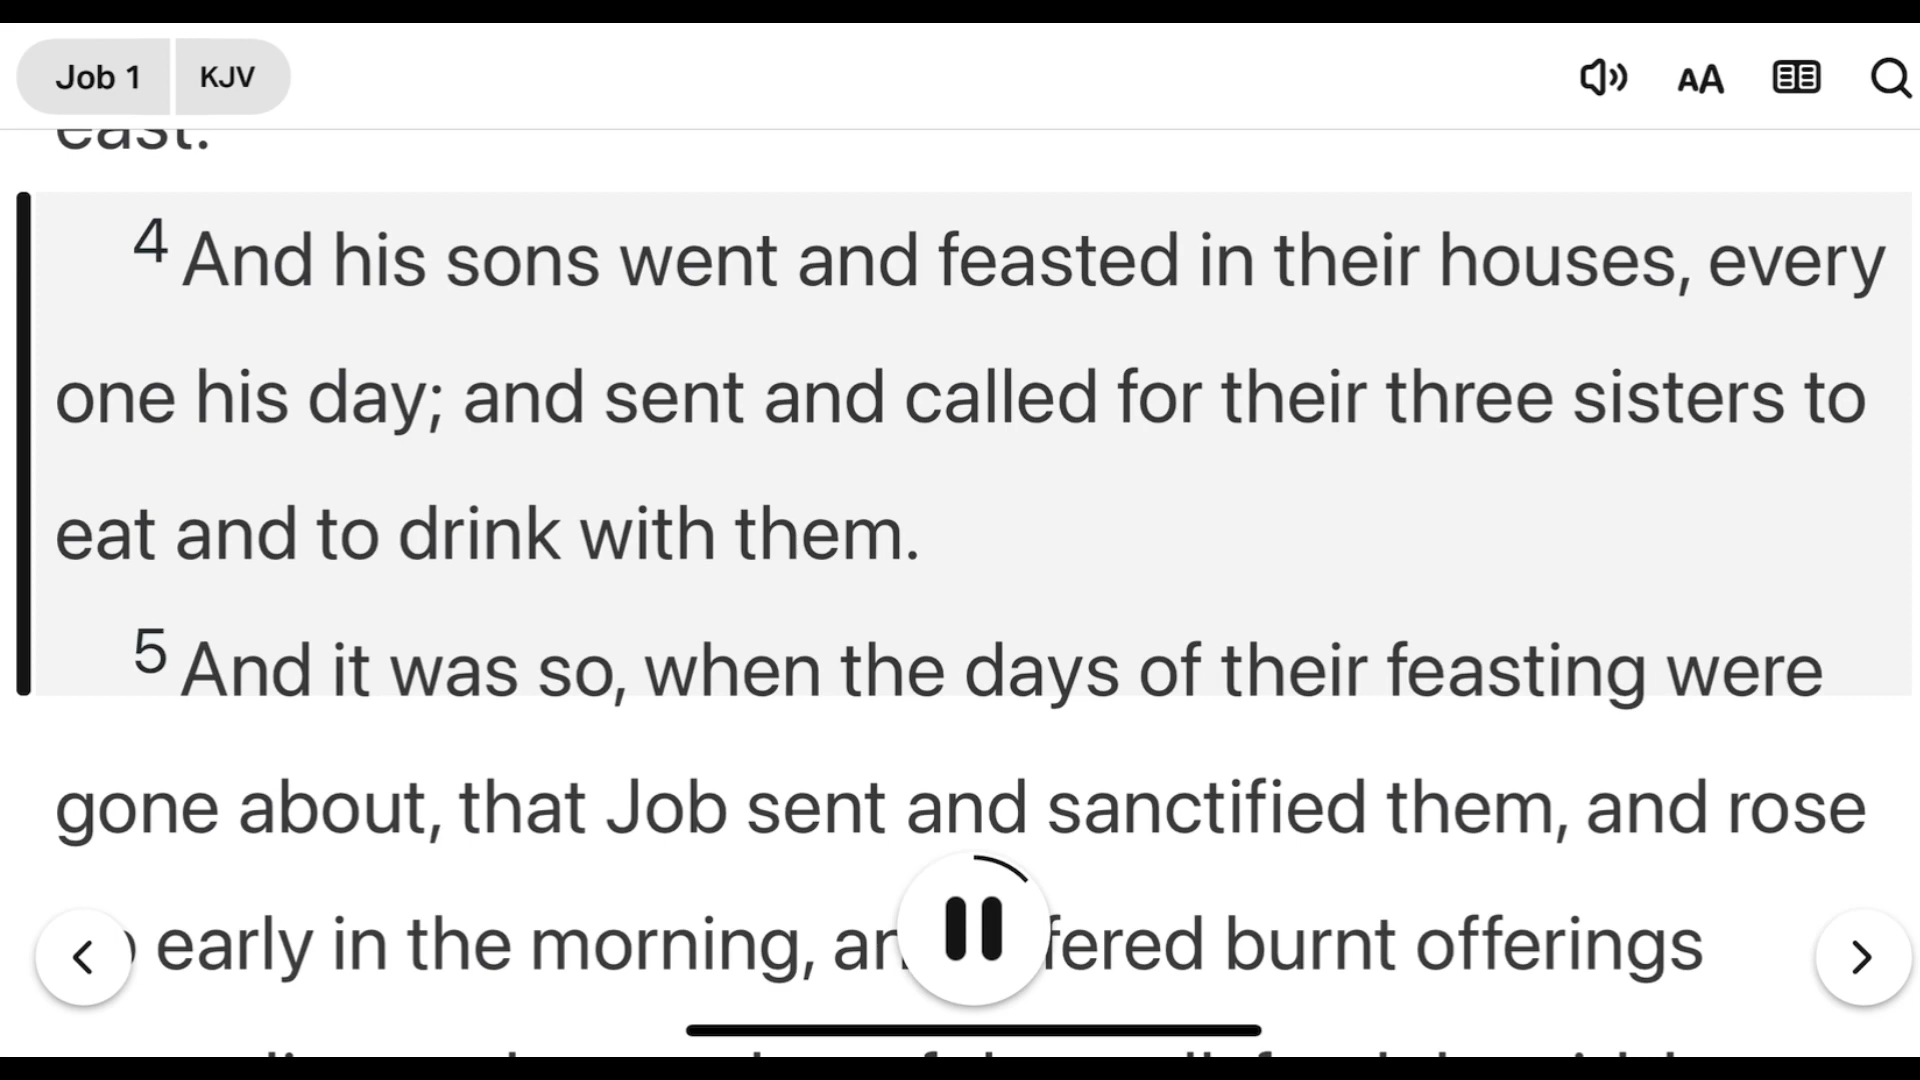 Job 1 KJV AA
east.
4 And his sons went and feasted in their houses, every
one his day; and sent and called for their three sisters to
eat and to drink with them.
5 And it was so, when the days of their feasting were
gone about, that Job sent and sanctified them, and rose
early in the morning, burnt offerings